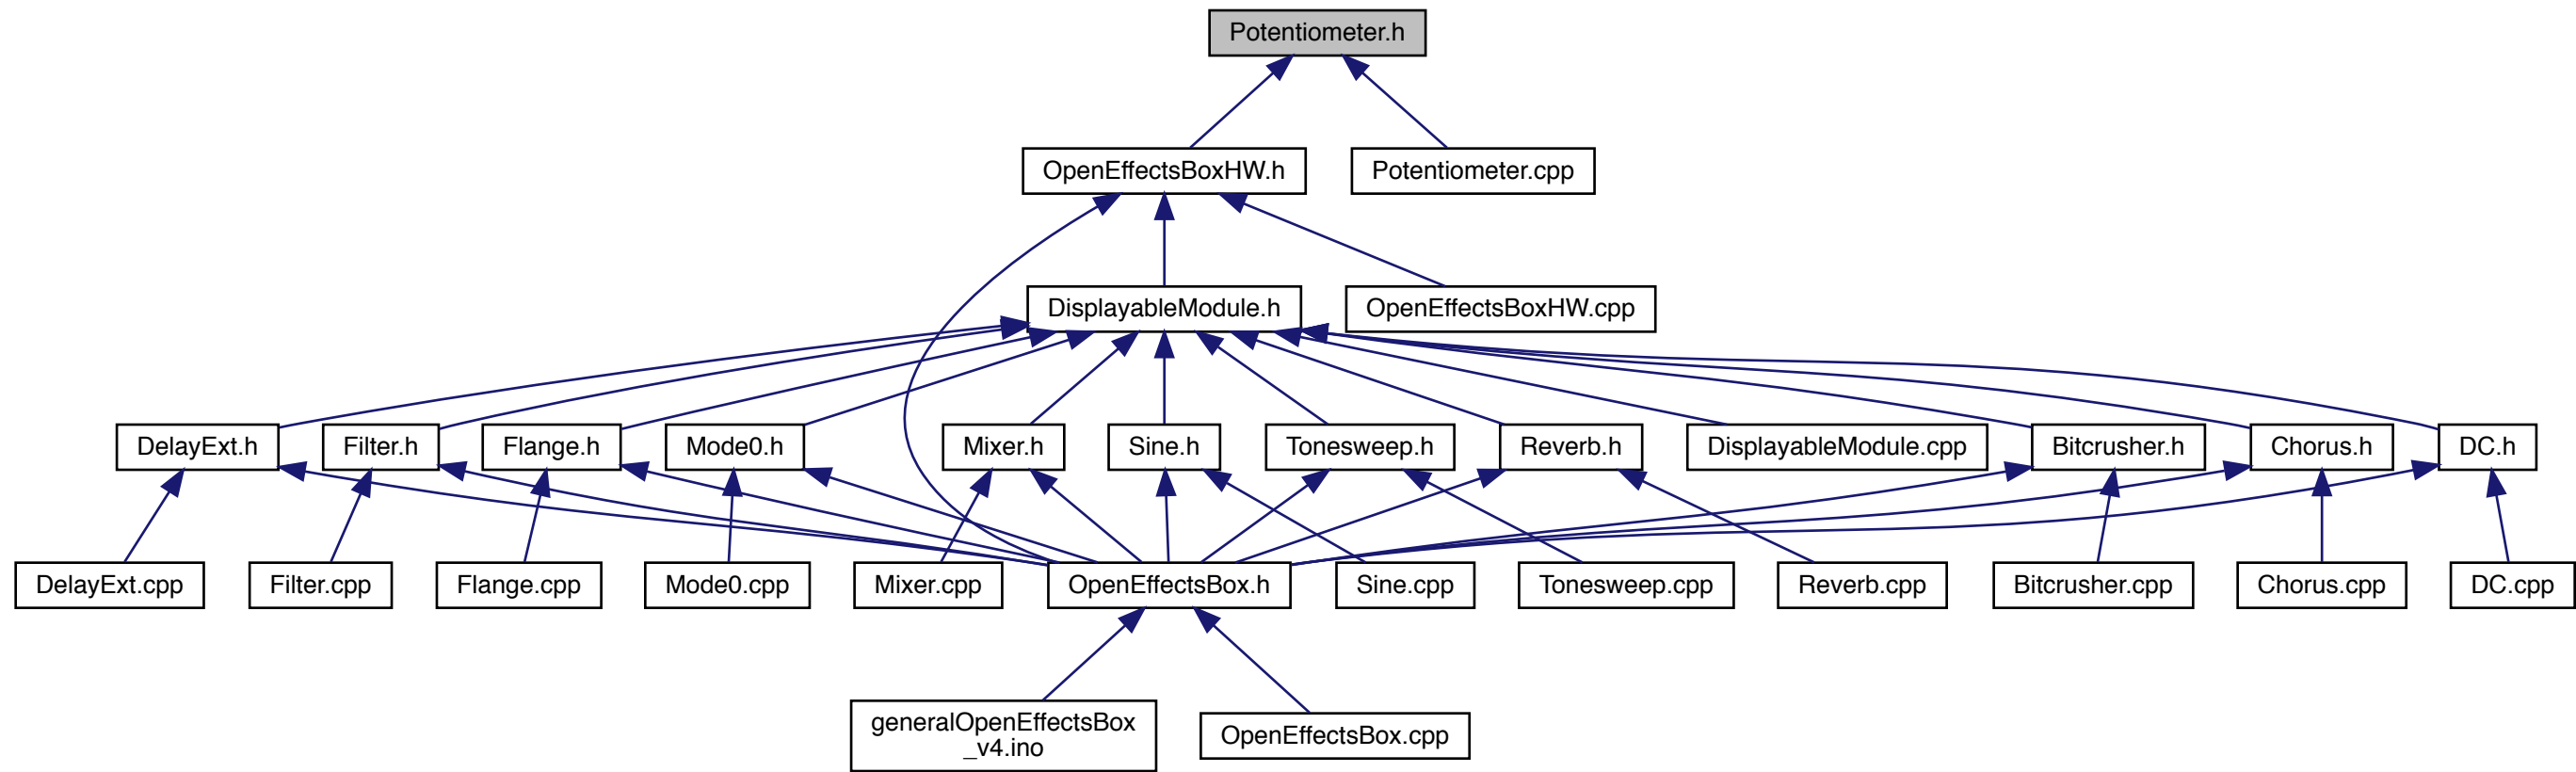 Potentiometer.h
OpenEffectsBoxHW.h
Potentiometer.cpp
DisplayableModule.h
OpenEffectsBoxHW.cpp
DelayExt.h
Filter.h
Flange.h
Mode0.h
Mixer.h
Sine.h
Tonesweep.h
Reverb.h
DisplayableModule.cpp
Bitcrusher.h
Chorus.h
DC.h
DelayExt.cpp
Filter.cpp
Flange.cpp
Mode0.cpp
Mixer.cpp
OpenEffectsBox.h
Sine.cpp
Tonesweep.cpp
Reverb.cpp
Bitcrusher.cpp
Chorus.cpp
DC.cpp
generalOpenEffectsBox
_v4.ino
OpenEffectsBox.cpp